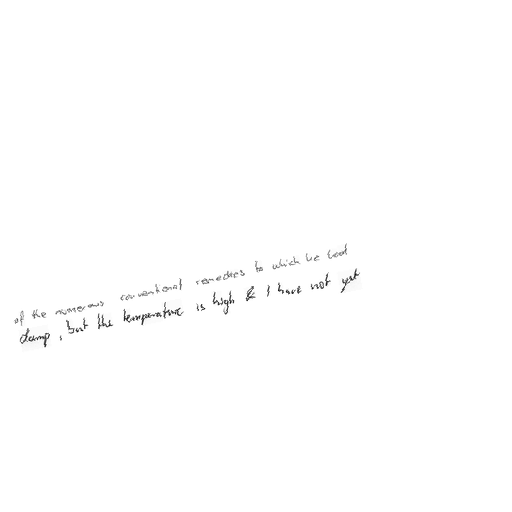 of the numerous conventional remedies to which he had
damp, but the temperature is high & I have not yet